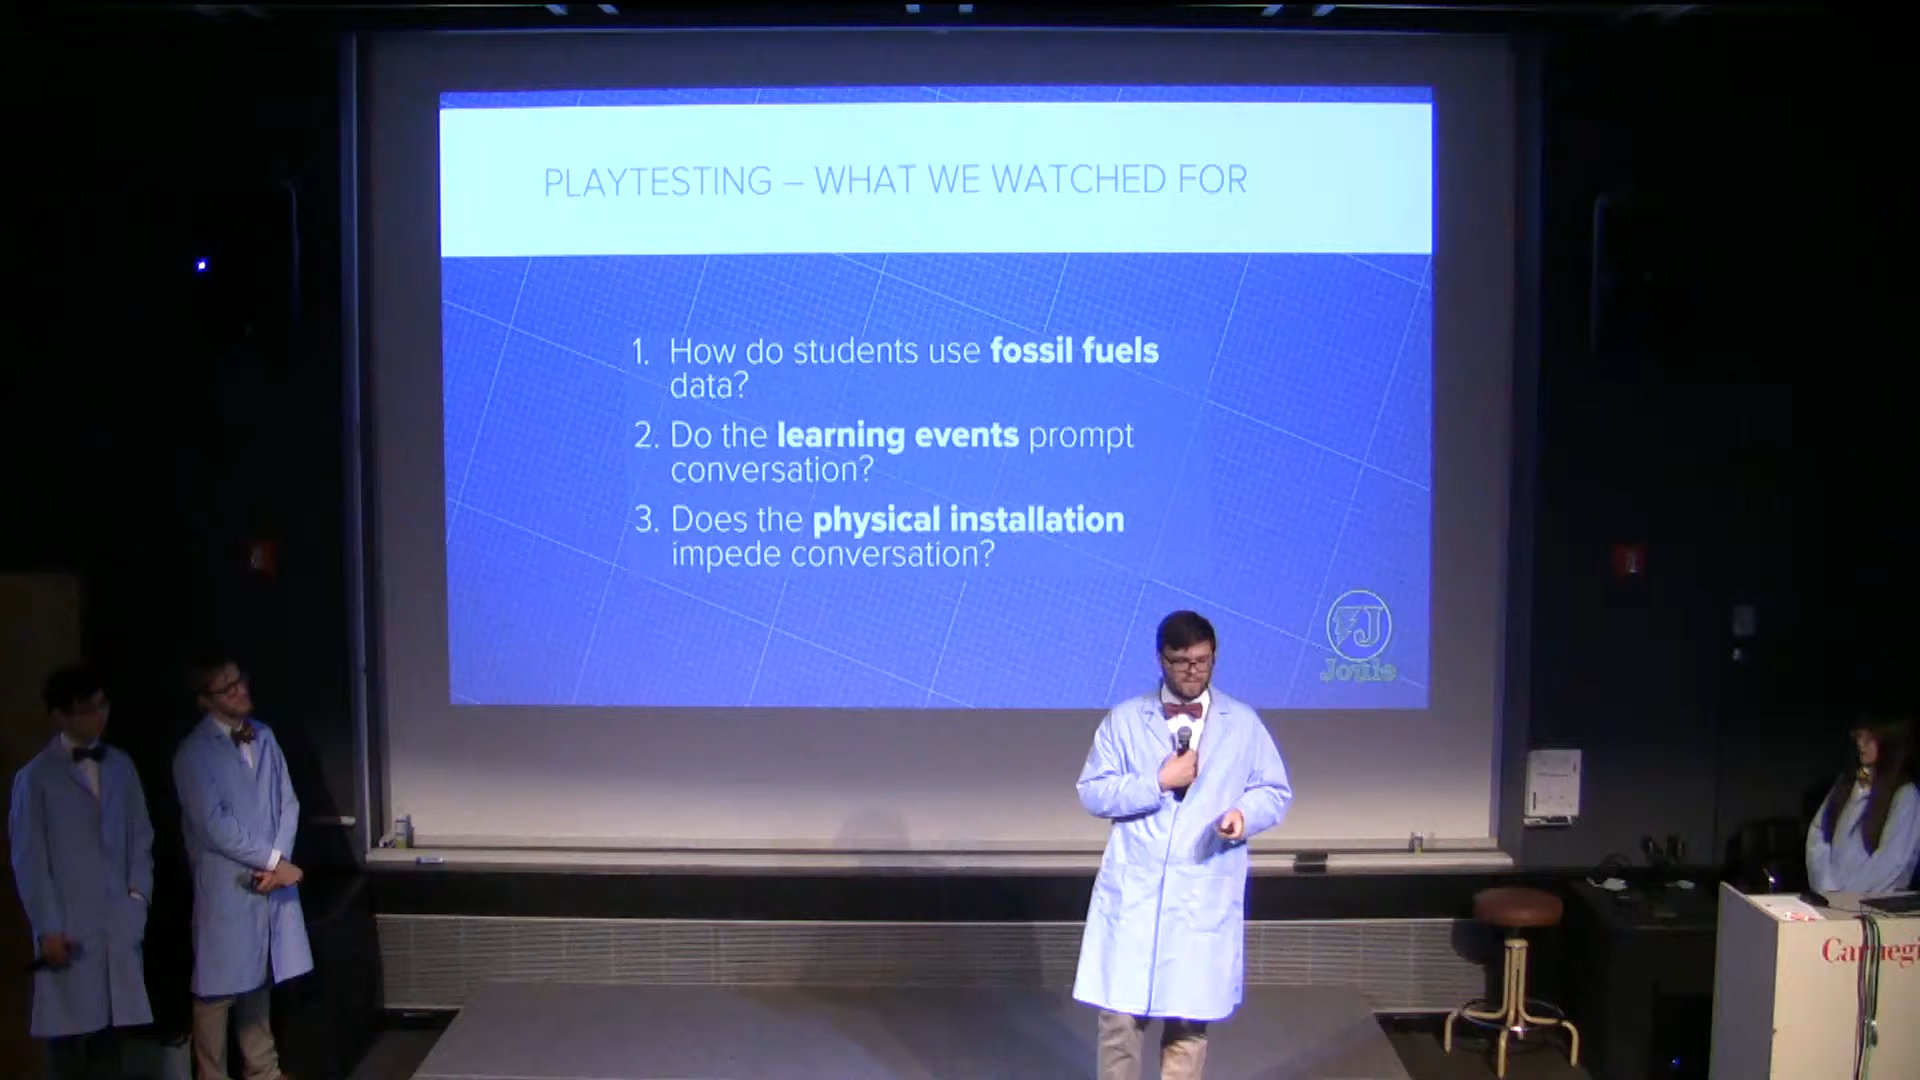 PLAYTESTING – WHAT WE WATCHED FOR
1. How do students use fossil fuels
data?
2. Do the learning events prompt
conversation?
3. Does the physical installation
impede conversation?
J
Joule